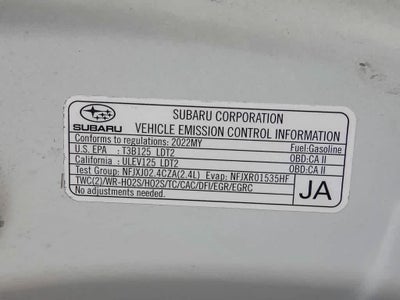 SUBARU
SUBARU CORPORATION
VEHICLE EMISSION CONTROL INFORMATION
Conforms to regulations: 2022MY Fuel:Gasoline
U.S. EPA : T3B125 LDT2 OBD:CA II
California : ULEV125 LDT2 OBD:CA II
Test Group: NFJXJ02.4CZA(2.4L) Evap: NFJXR01535HF
TWC(2)/WR-HO2S/HO2S/TC/CAC/DFI/EGR/EGRC
No adjustments needed.
JA